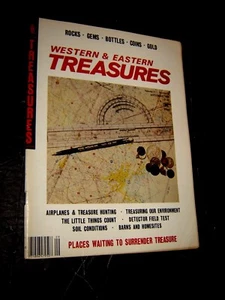 ROCKS · GEMS · BOTTLES · COINS · GOLD
WESTERN & EASTERN
TREASURES
TREASURES
AIRPLANES & TREASURE HUNTING · TREASURING OUR ENVIRONMENT
THE LITTLE THINGS COUNT · DETECTOR FIELD TEST
SOIL CONDITIONS · BARNS AND HOMESITES
PLACES WAITING TO SURRENDER TREASURE